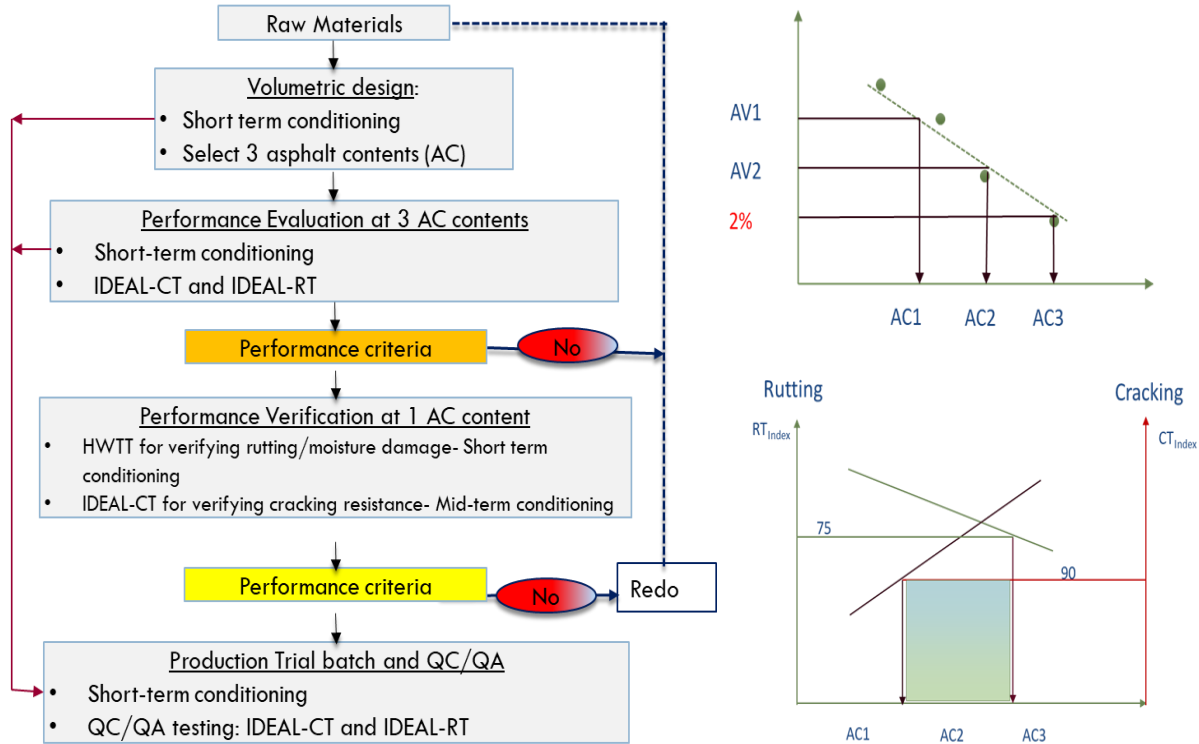 Raw Materials
Volumetric design:
• Short term conditioning
• Select 3 asphalt contents (AC)
Performance Evaluation at 3 AC contents
• Short-term conditioning
• IDEAL-CT and IDEAL-RT
Performance criteria
No
Performance Verification at 1 AC content
• HWTT for verifying rutting/moisture damage- Short term
conditioning
• IDEAL-CT for verifying cracking resistance- Mid-term conditioning
Performance criteria
No
Redo
Production Trial batch and QC/QA
• Short-term conditioning
• QC/QA testing: IDEAL-CT and IDEAL-RT
AV1
AV2
2%
AC1 AC2 AC3
Rutting Cracking
RTIndex CTIndex
75
90
AC1 AC2 AC3